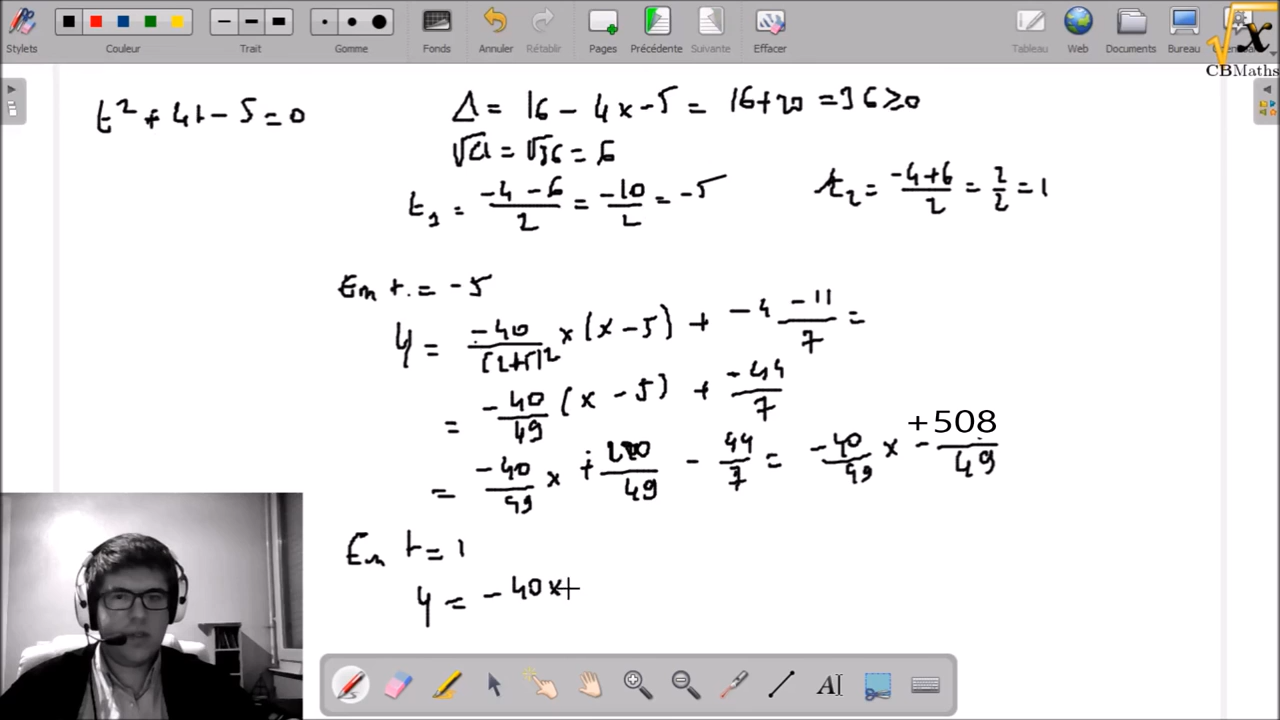 Stylets Couleur Trait Gomme Fonds Annuler Rétablir Pages Précédente Suivante Effacer Tableau Web Documents Bureau
CBMaths
t² + 4t - 5 = 0
Δ = 16 - 4x-5 = 16+20 = 36 ≥ 0
√Δ = √36 = 6
t₁ = (-4-6)/2 = -10/2 = -5
t₂ = (-4+6)/2 = 2/2 = 1
En t = -5
y = -40/(2+5)² × (x-5) + -4 -11/7 =
= -40/49 (x - 5) + -44/7
= -40/49 x + 200/49 - 44/7 = -40/49 x - +508/49
En t = 1
y = -40x+